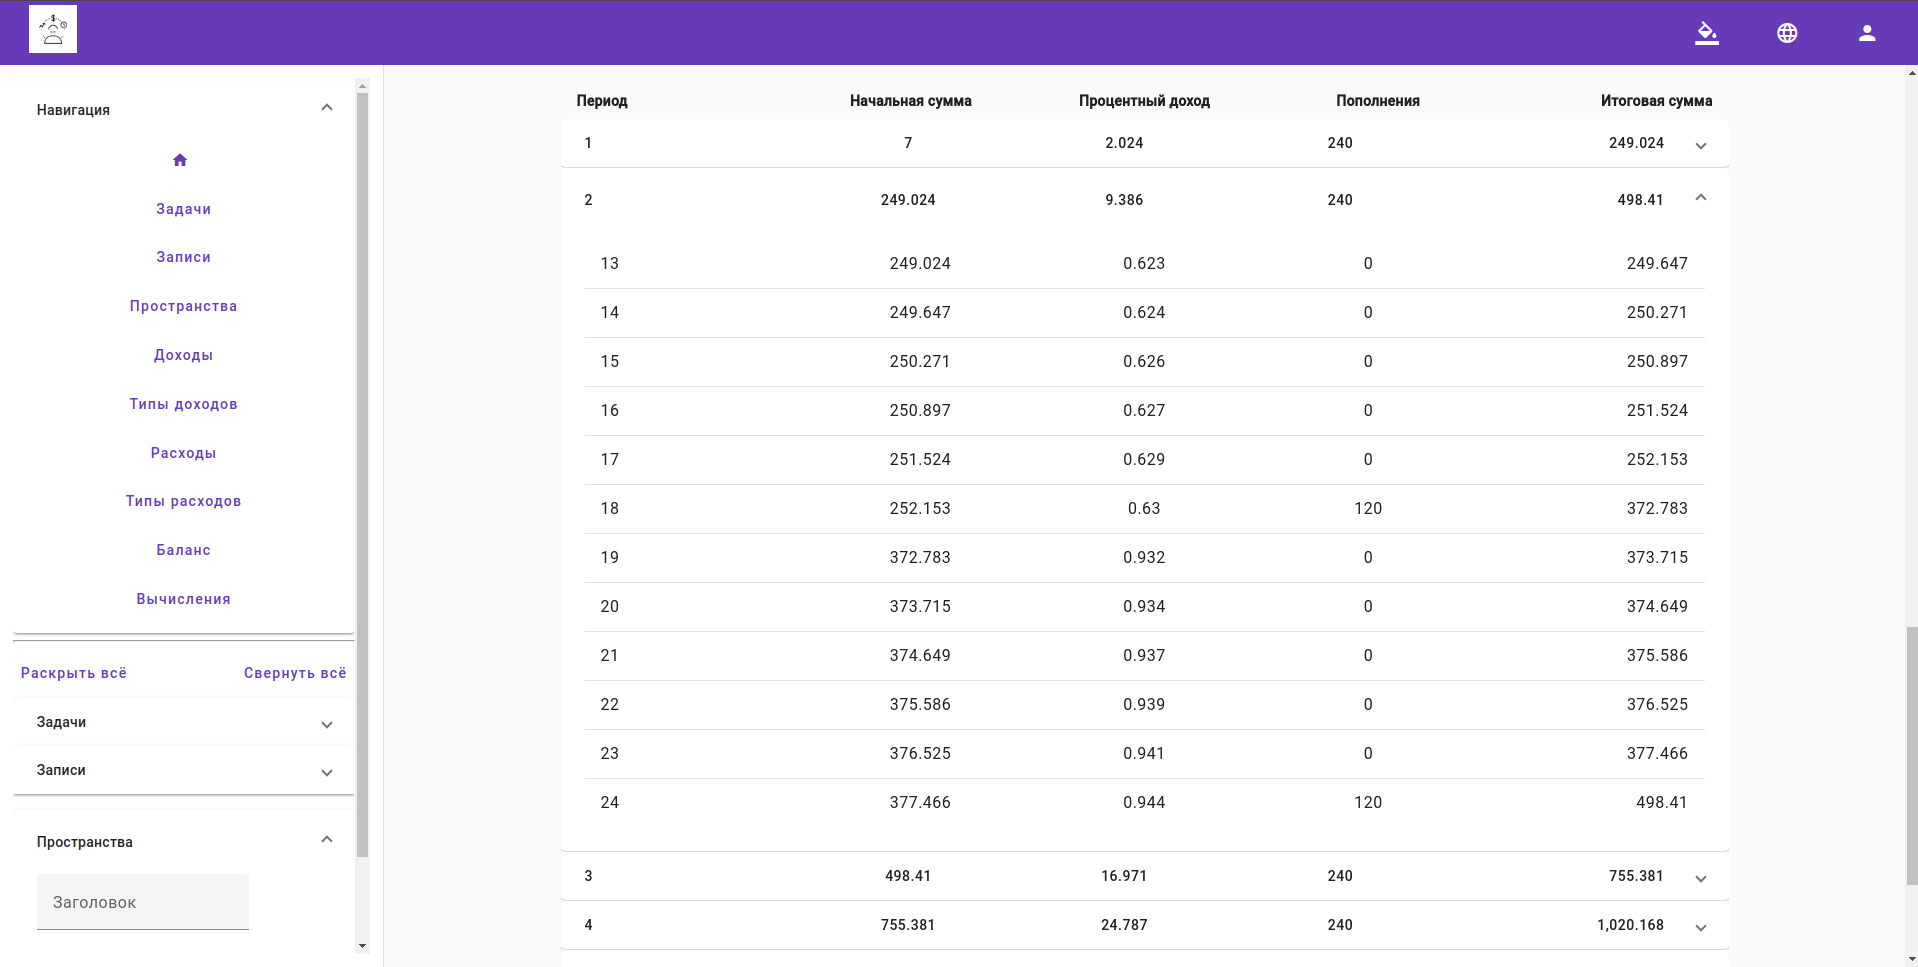 Навигация
Задачи
Записи
Пространства
Доходы
Типы доходов
Расходы
Типы расходов
Баланс
Вычисления
Раскрыть всё Свернуть всё
Задачи
Записи
Пространства
Заголовок
Период Начальная сумма Процентный доход Пополнения Итоговая сумма
1 7 2.024 240 249.024
2 249.024 9.386 240 498.41
13 249.024 0.623 0 249.647
14 249.647 0.624 0 250.271
15 250.271 0.626 0 250.897
16 250.897 0.627 0 251.524
17 251.524 0.629 0 252.153
18 252.153 0.63 120 372.783
19 372.783 0.932 0 373.715
20 373.715 0.934 0 374.649
21 374.649 0.937 0 375.586
22 375.586 0.939 0 376.525
23 376.525 0.941 0 377.466
24 377.466 0.944 120 498.41
3 498.41 16.971 240 755.381
4 755.381 24.787 240 1,020.168